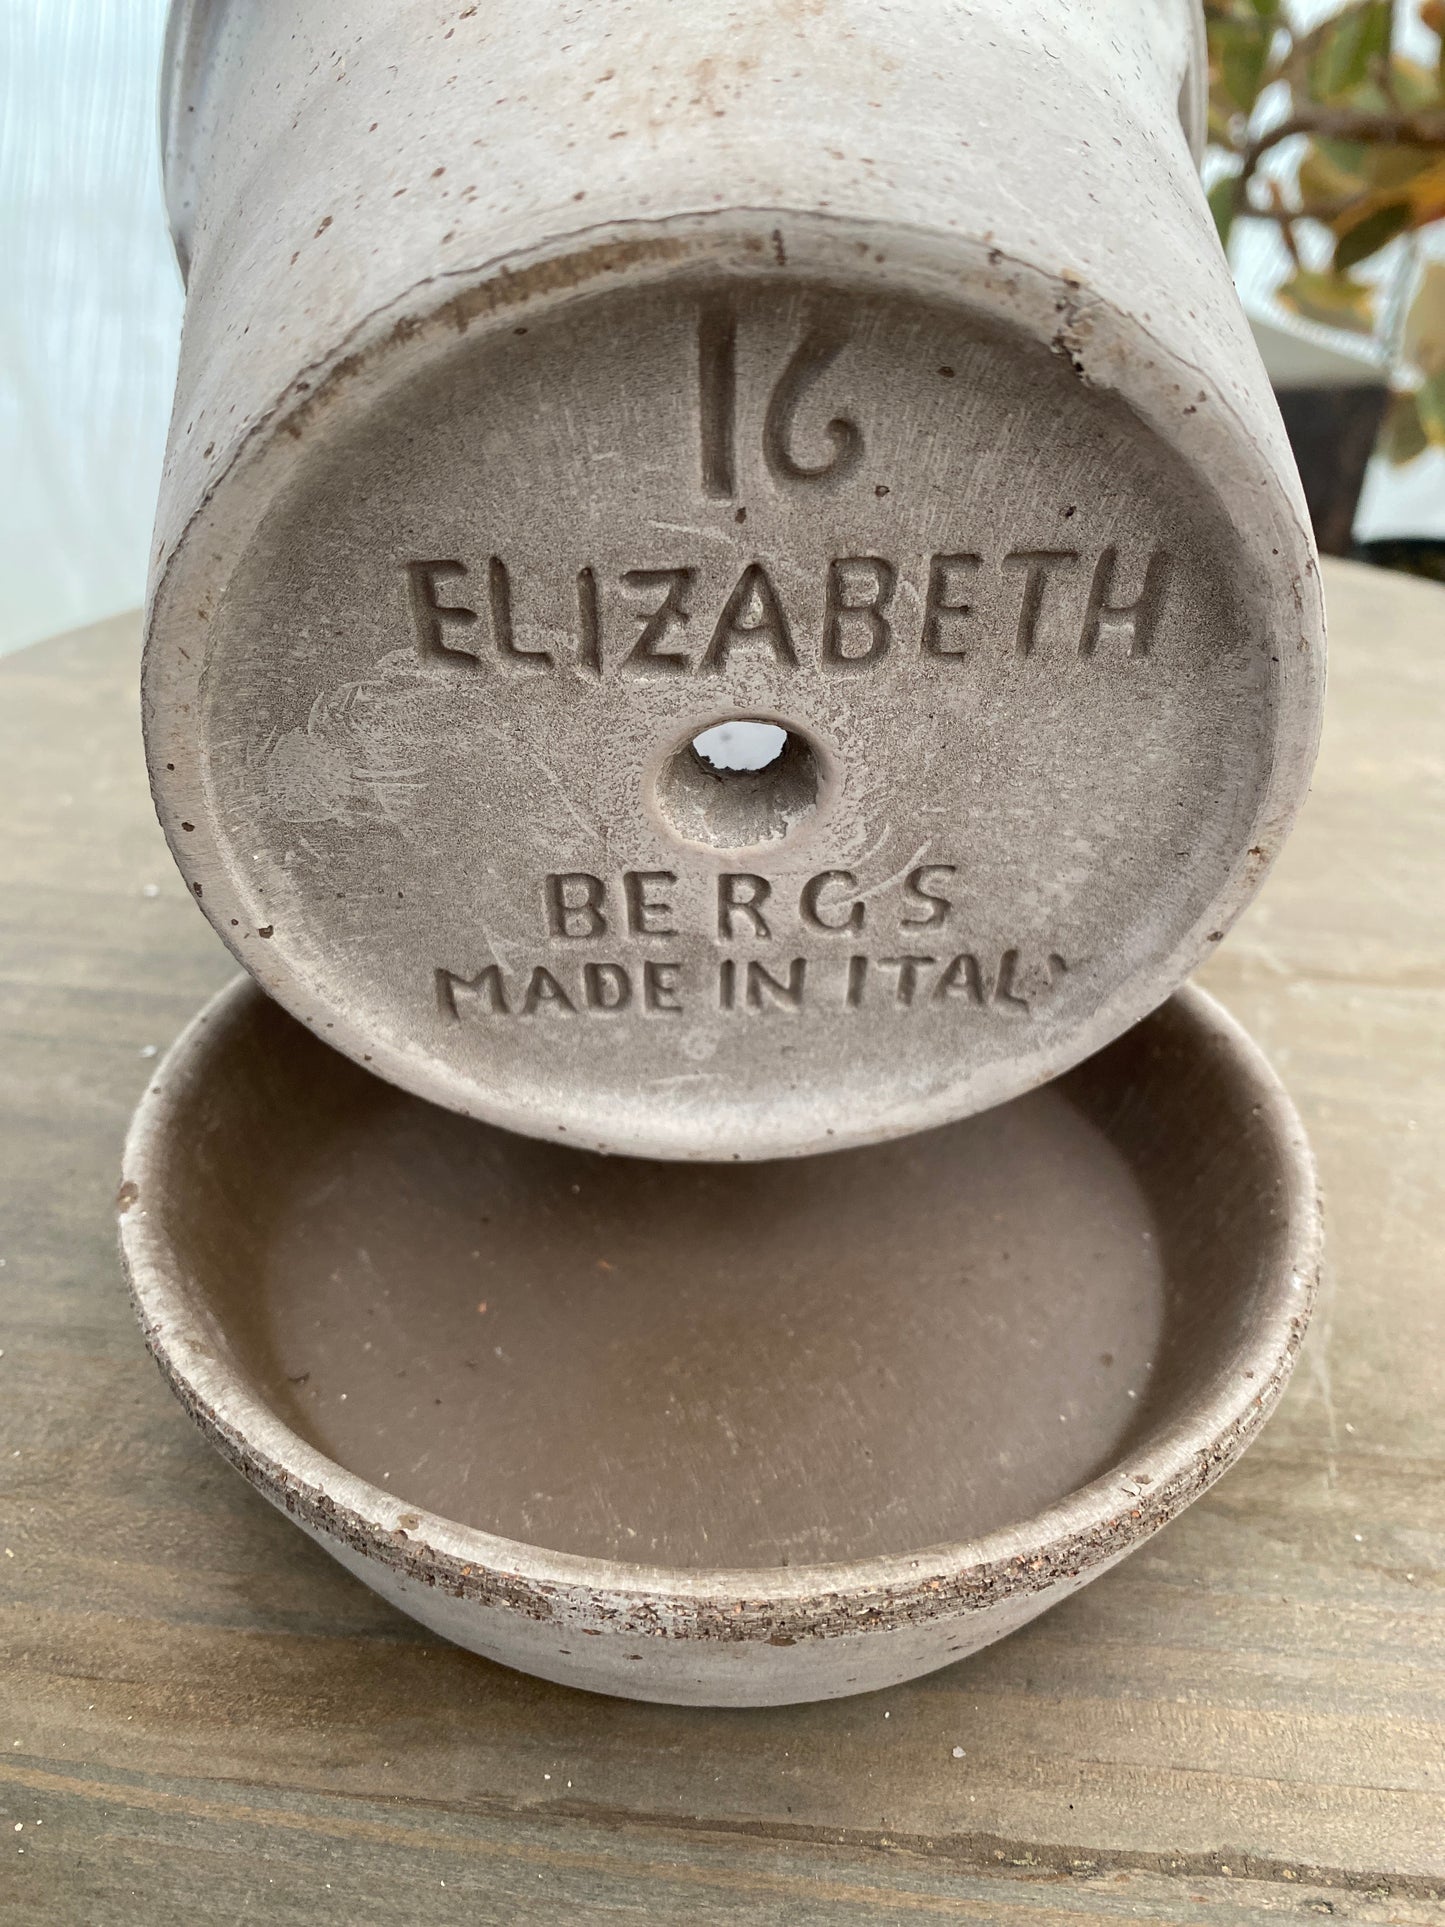 16
ELIZABETH
BERGS
MADE IN ITALY